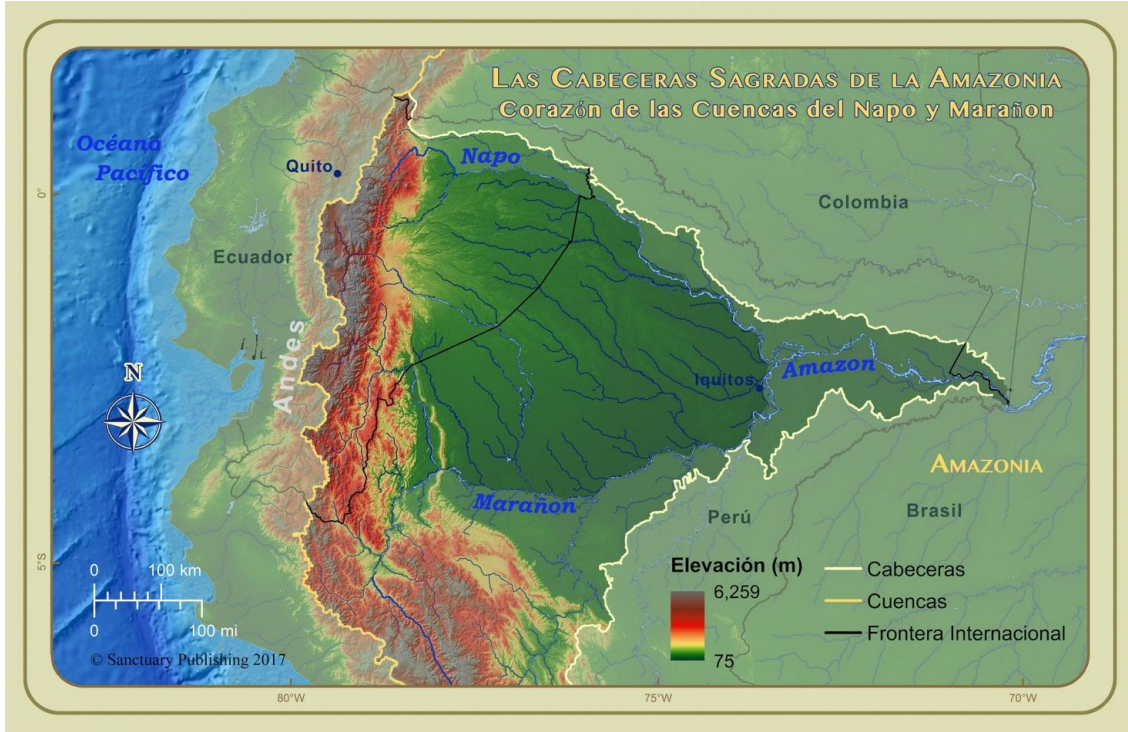 LAS CABECERAS SAGRADAS DE LA AMAZONIA
Corazón de las Cuencas del Napo y Marañon
Océano
Pacífico
Quito
Napo
Colombia
0°
Ecuador
Andes
N
Iquitos
Amazon
AMAZONIA
Marañon
Perú
Brasil
5°S
0 100 km
0 100 mi
© Sanctuary Publishing 2017
Elevación (m)
6,259
75
Cabeceras
Cuencas
Frontera Internacional
80°W
75°W
70°W